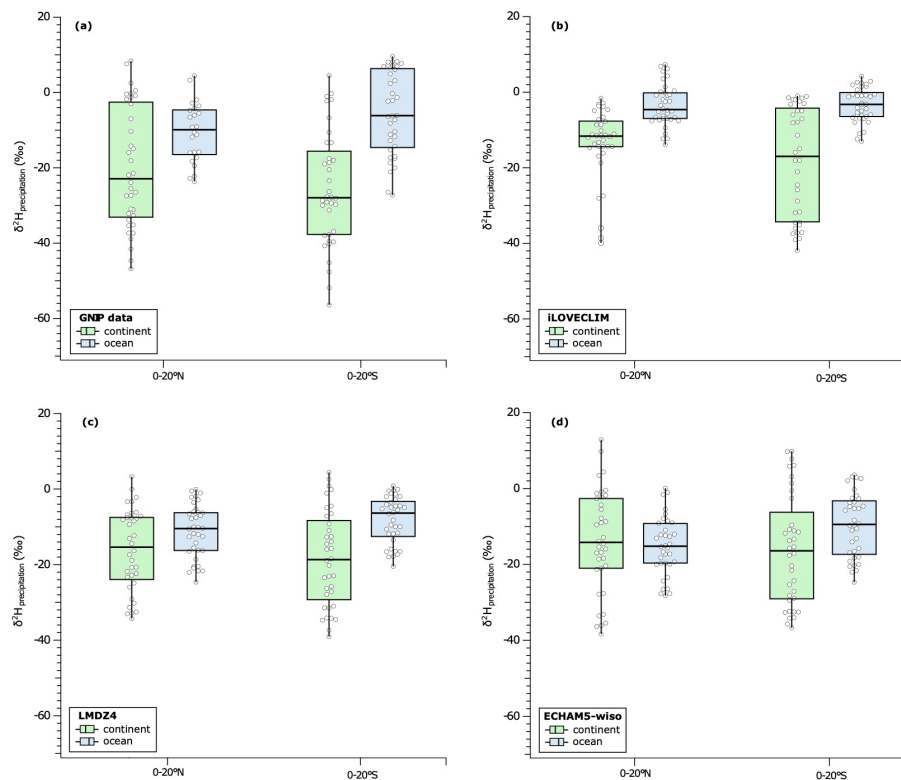 (a)
20
0
-20
-40
-60
δ²Hprecipitation (‰)
GNIP data
continent
ocean
0-20ºN
0-20ºS
(b)
20
0
-20
-40
-60
δ²Hprecipitation (‰)
iLOVECLIM
continent
ocean
0-20ºN
0-20ºS
(c)
20
0
-20
-40
-60
δ²Hprecipitation (‰)
LMDZ4
continent
ocean
0-20ºN
0-20ºS
(d)
20
0
-20
-40
-60
δ²Hprecipitation (‰)
ECHAM5-wiso
continent
ocean
0-20ºN
0-20ºS